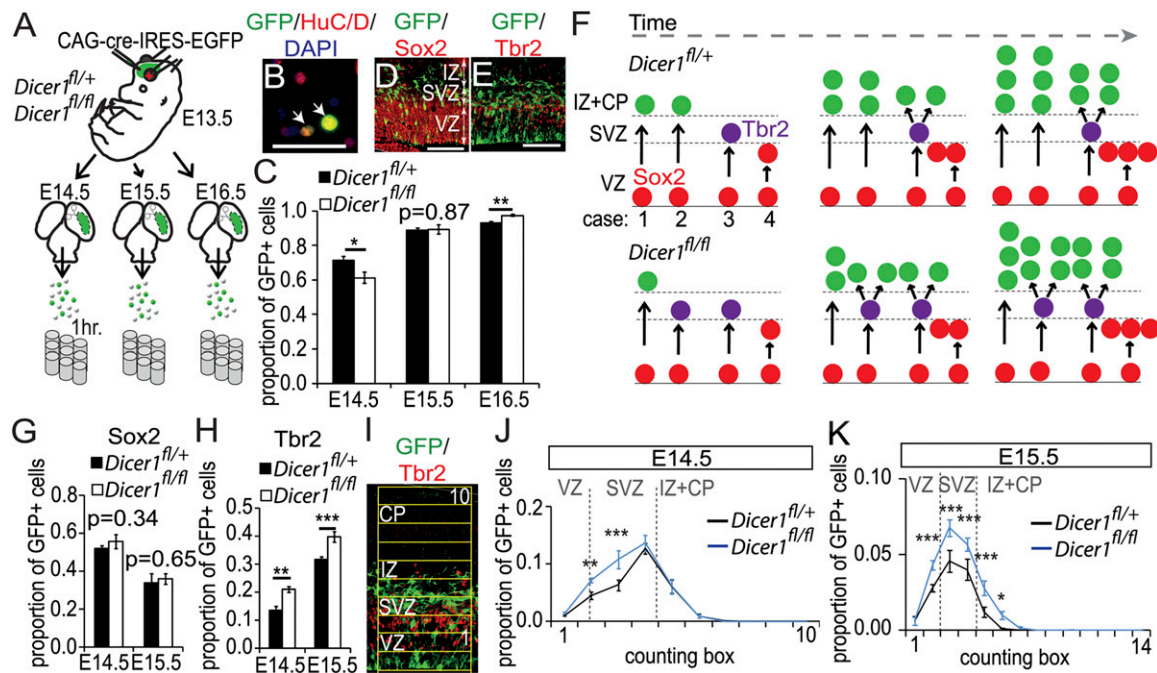 A
CAG-cre-IRES-EGFP
Dicer1fl/+
Dicer1fl/fl
E13.5
E14.5
E15.5
E16.5
1hr.
GFP/HuC/D/
DAPI
B
GFP/
Sox2
D
IZ
SVZ
VZ
GFP/
Tbr2
E
C
Dicer1fl/+
Dicer1fl/fl
proportion of GFP+ cells
1.0
0.8
0.6
0.4
0.2
0.0
*
p=0.87
**
E14.5 E15.5 E16.5
F
Time
Dicer1fl/+
IZ+CP
SVZ
VZ
Tbr2
Sox2
case: 1 2 3 4
Dicer1fl/fl
G
Sox2
Dicer1fl/+
Dicer1fl/fl
proportion of GFP+ cells
0.8
0.6
0.4
0.2
0.0
p=0.34
p=0.65
E14.5 E15.5
H
Tbr2
Dicer1fl/+
Dicer1fl/fl
proportion of GFP+ cells
0.5
0.4
0.3
0.2
0.1
0.0
**
***
E14.5 E15.5
I
GFP/
Tbr2
10
CP
IZ
SVZ
VZ
1
J
E14.5
VZ SVZ IZ+CP
proportion of GFP+ cells
0.2
0.1
0.0
**
***
Dicer1fl/+
Dicer1fl/fl
1 10
counting box
K
E15.5
VZ SVZ IZ+CP
proportion of GFP+ cells
0.10
0.05
0.00
***
***
***
***
*
Dicer1fl/+
Dicer1fl/fl
1 14
counting box